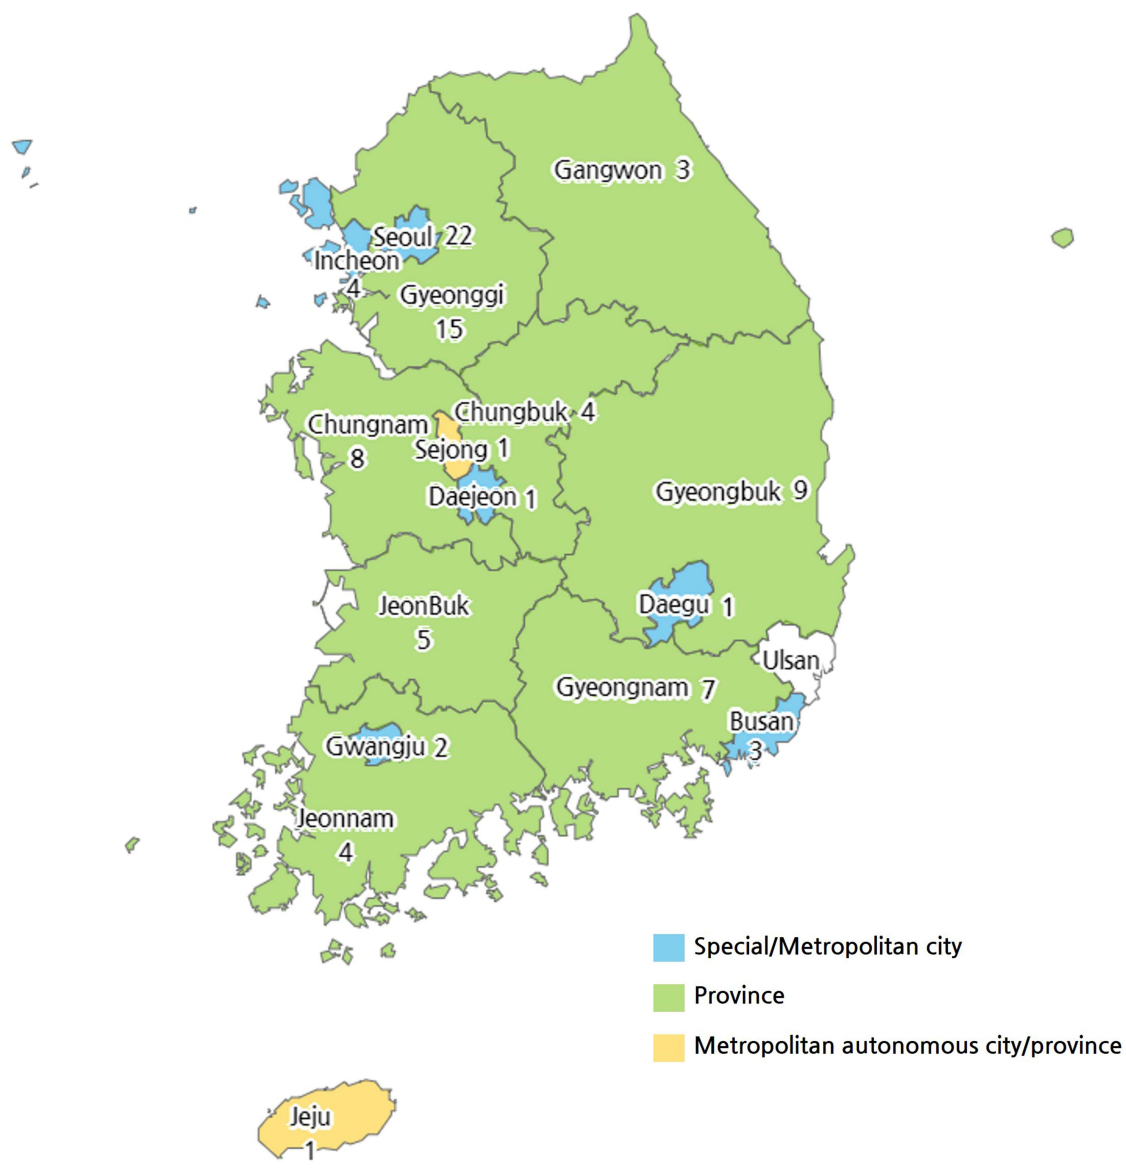 Gangwon 3
Seoul 22
Incheon
4
Gyeonggi
15
Chungbuk 4
Chungnam
8
Sejong 1
Daejeon 1
Gyeongbuk 9
JeonBuk
5
Daegu 1
Ulsan
Gyeongnam 7
Busan
3
Gwangju 2
Jeonnam
4
Special/Metropolitan city
Province
Metropolitan autonomous city/province
Jeju
1